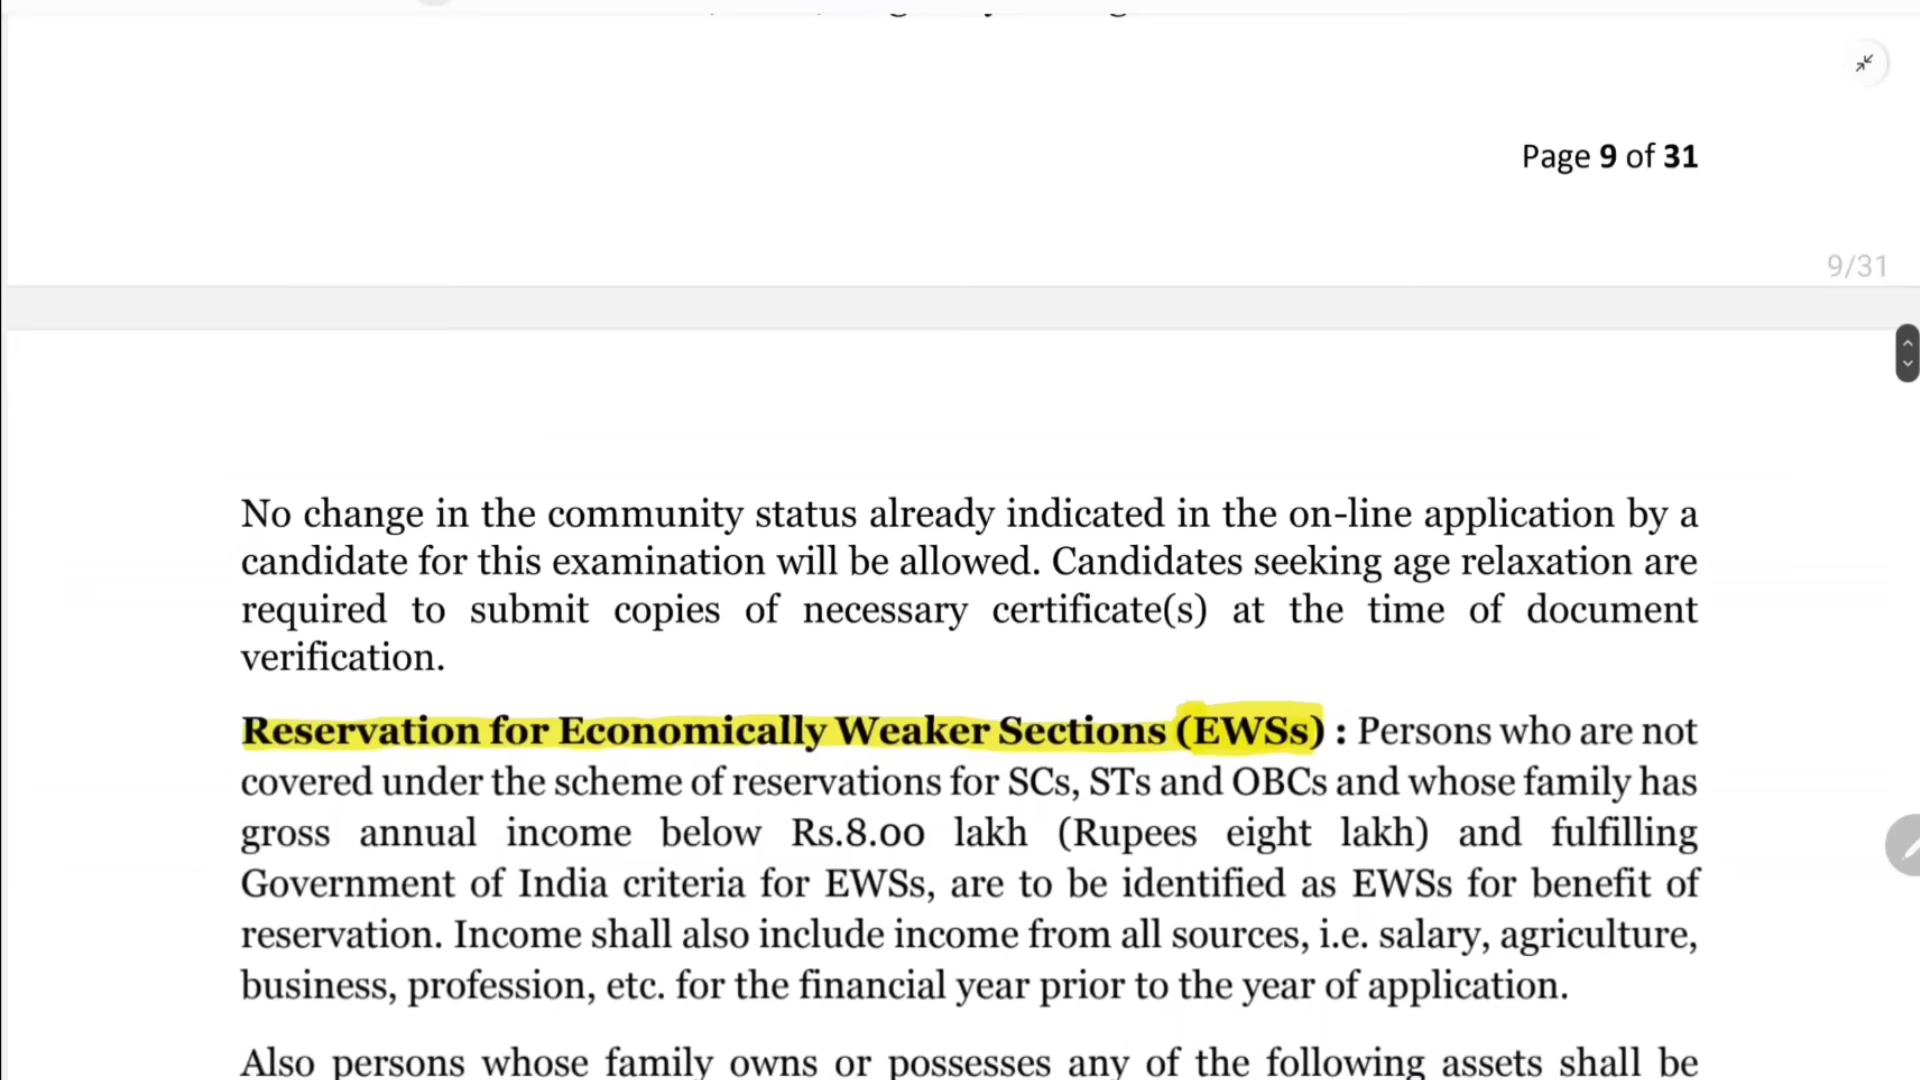 Page 9 of 31
9/31
No change in the community status already indicated in the on-line application by a
candidate for this examination will be allowed. Candidates seeking age relaxation are
required to submit copies of necessary certificate(s) at the time of document
verification.
Reservation for Economically Weaker Sections (EWSs) : Persons who are not
covered under the scheme of reservations for SCs, STs and OBCs and whose family has
gross annual income below Rs.8.00 lakh (Rupees eight lakh) and fulfilling
Government of India criteria for EWSs, are to be identified as EWSs for benefit of
reservation. Income shall also include income from all sources, i.e. salary, agriculture,
business, profession, etc. for the financial year prior to the year of application.
Also persons whose family owns or possesses any of the following assets shall be